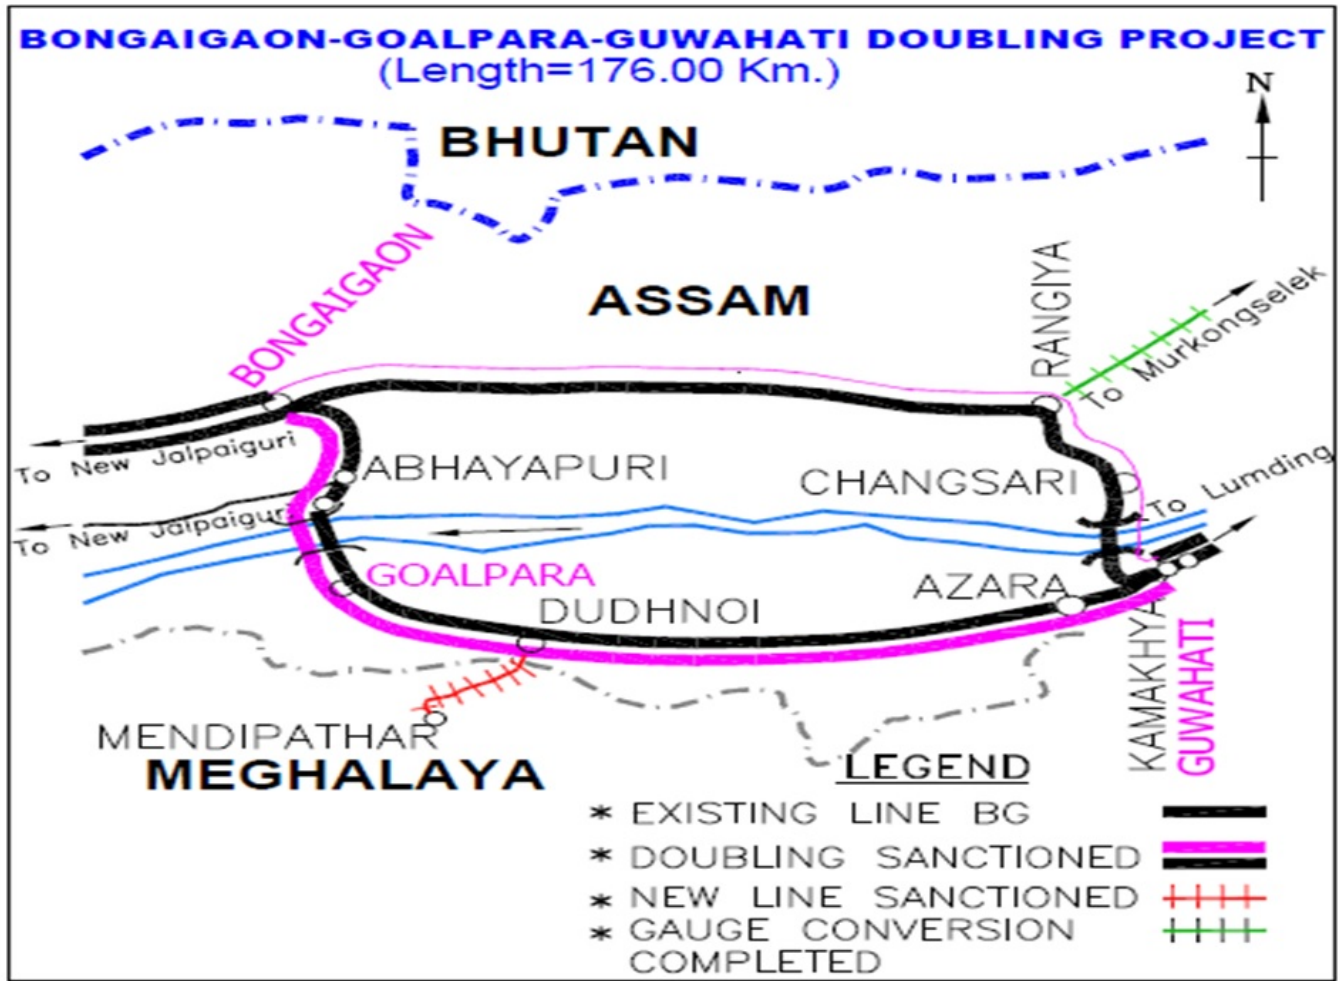 BONGAIGAON-GOALPARA-GUWAHATI DOUBLING PROJECT
(Length=176.00 Km.)
N
BHUTAN
BONGAIGAON
ASSAM
RANGIYA
To Murkongselek
To New Jalpaiguri
ABHAYAPURI
CHANGSARI
To Lumding
To New Jalpaiguri
GOALPARA
AZARA
DUDHNOI
KAMAKHYA
GUWAHATI
MENDIPATHAR
MEGHALAYA
LEGEND
* EXISTING LINE BG
* DOUBLING SANCTIONED
* NEW LINE SANCTIONED
* GAUGE CONVERSION
COMPLETED